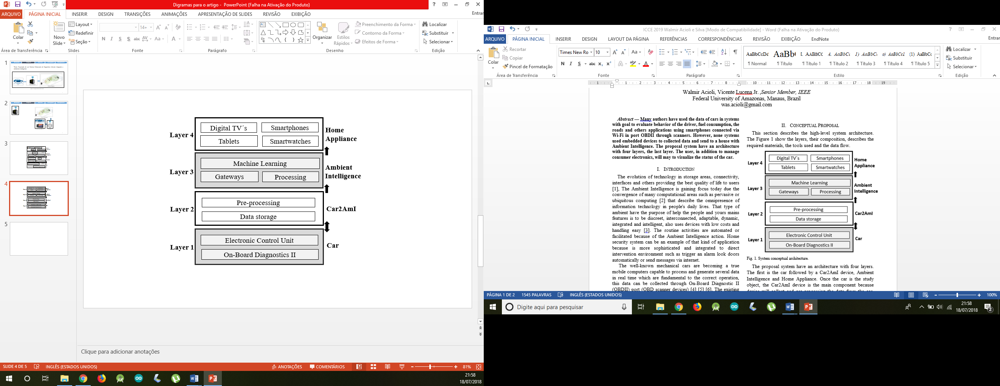 Digramas para o artigo - PowerPoint (Falha na Ativação do Produto)
ARQUIVO PÁGINA INICIAL INSERIR DESIGN TRANSIÇÕES ANIMAÇÕES APRESENTAÇÃO DE SLIDES REVISÃO EXIBIÇÃO Entrar
Colar
Novo Slide
Layout
Redefinir
Seção
14+
Organizar
Estilos Rápidos
Preenchimento da Forma
Contorno da Forma
Efeitos de Forma
Localizar
Substituir
Selecionar
Área de Transferência Slides Fonte Parágrafo Desenho Edição
1
2
3
4
5
Layer 4
Digital TV´s Smartphones
Tablets Smartwatches
Home
Appliance
Layer 3
Machine Learning
Gateways Processing
Ambient
Intelligence
Layer 2
Pre-processing
Data storage
Car2AmI
Layer 1
Electronic Control Unit
On-Board Diagnostics II
Car
Clique para adicionar anotações
SLIDE 4 DE 5 INGLÊS (ESTADOS UNIDOS) ANOTAÇÕES COMENTÁRIOS 81%
21:58
18/07/2018
ICCE 2019 Walmir Acioli e Silva [Modo de Compatibilidade] - Word (Falha na Ativação do Produto)
ARQUIVO PÁGINA INICIAL INSERIR DESIGN LAYOUT DA PÁGINA REFERÊNCIAS CORRESPONDÊNCIAS REVISÃO EXIBIÇÃO EndNote Entrar
Colar
Recortar
Copiar
Pincel de Formatação
Times New Ro 10
AaBbCcDd AaBb( I. AABBCC A. AaBbCc 1) AaBbC a) AaBbCc1 (1) AaBbCc
¶ Normal ¶ Título ¶ Título 1 ¶ Título 2 ¶ Título 3 ¶ Título 4 ¶ Título 5
Localizar
Substituir
Selecionar
Área de Transferência Fonte Parágrafo Estilo Edição
1 1 2 3 4 5 6 7 8 10 11 12 13 14 15 16 17 18 19
Walmir Acioli, Vicente Lucena Jr. ,Senior Member, IEEE
Federal University of Amazonas, Manaus, Brazil
was.acioli@gmail.com
Abstract — Many authors have used the data of cars in systems
with goal to evaluate behavior of the driver, fuel consumption, the
roads and others applications using smartphones connected via
Wi-Fi in port OBDII through scanners. However, none systems
used embedded devices to collected data and send to a house with
Ambient Intelligence. The proposal system have an architecture
with four layers, the last layer. The user, in addition to manage
consumer electronics, will may to visualize the status of the car.
I. INTRODUCTION
The evolution of technology in storage areas, connectivity,
interfaces and others providing the best quality of life to users
[1], The Ambient Intelligence is gaining focus today due the
convergence of many computational areas such as pervasive or
ubiquitous computing [2] that describe the omnipresence of
information technology in people's daily lives. That type of
ambient have the purpose of help the people and yours mains
features is to be discreet, interconnected, adaptable, dynamic,
integrated and intelligent, also uses devices with low costs and
handling easy [3]. The routine activities are automated or
facilitated because of the Ambient Intelligence action. Home
security system can be an example of that kind of application
because is more sophisticated and integrated to direct
intervention environment such as trigger an alarm look doors
automatically or send messages via internet.
The well-known mechanical cars are becoming a true
mobile computers capable to process and generate several data
in real time which are fundamental to the correct operation,
this data can be collected through On-Board Diagnostic II
(OBDII) port (OBD scanner devices) [4] [5] [6]. The existing
II. CONCEPTUAL PROPOSAL
This section describes the high-level system architecture.
The Figure 1 show the layers, their composition, describes the
required materials, the tools used and the data flow.
Layer 4
Digital TV´s Smartphones
Tablets Smartwatches
Home
Appliance
Layer 3
Machine Learning
Gateways Processing
Ambient
Intelligence
Layer 2
Pre-processing
Data storage
Car2AmI
Layer 1
Electronic Control Unit
On-Board Diagnostics II
Car
Fig. 1. System conceptual architecture.
The proposal system have an architecture with four layers.
The first is the car followed by a Car2AmI device, Ambient
Intelligence and Home Appliance. Once the car is the study
object, the Car2AmI device is the main component because
device will collect and pre processing the data from the car
PÁGINA 1 DE 2 1545 PALAVRAS INGLÊS (ESTADOS UNIDOS) 100%
Digite aqui para pesquisar
21:58
18/07/2018
2